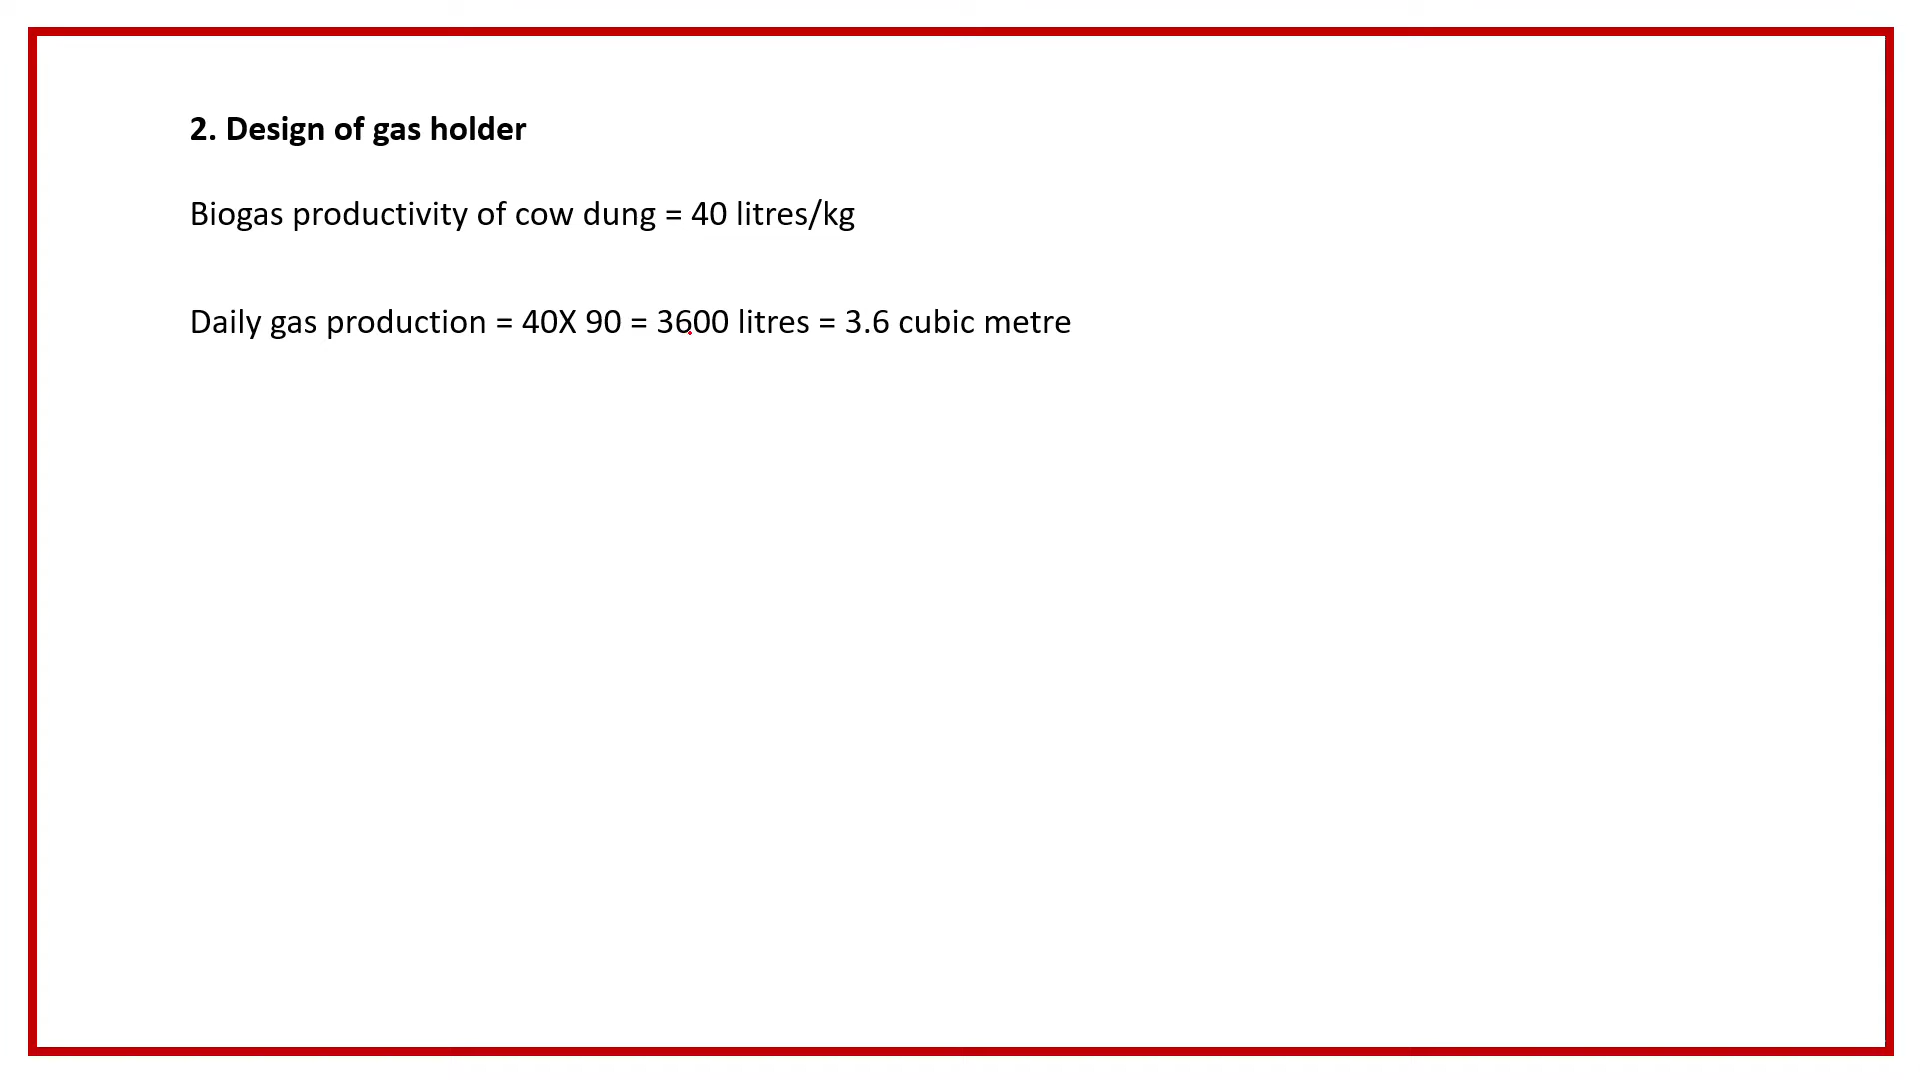 2. Design of gas holder
Biogas productivity of cow dung = 40 litres/kg
Daily gas production = 40X 90 = 3600 litres = 3.6 cubic metre